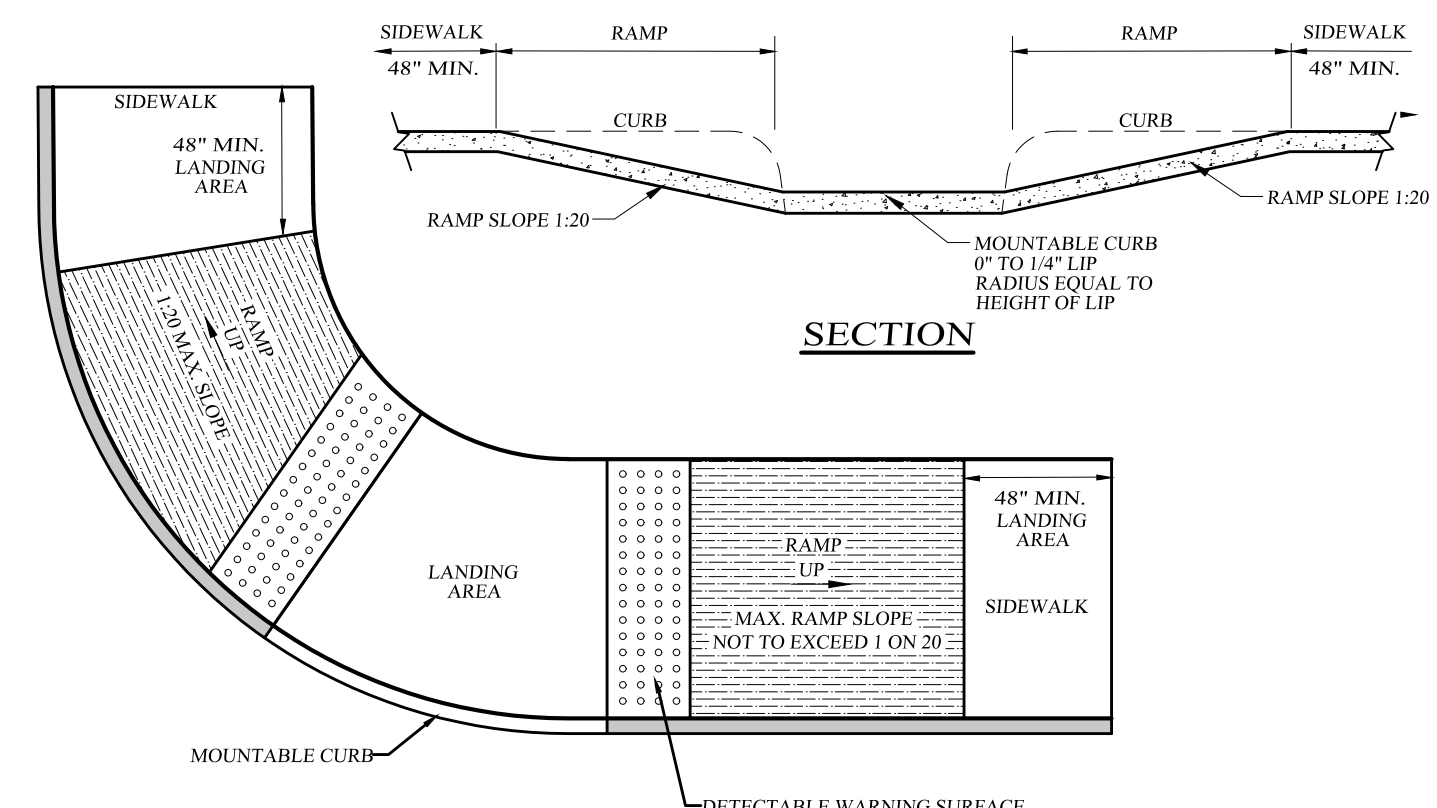 SIDEWALK
RAMP
RAMP
SIDEWALK
48" MIN.
48" MIN.
CURB
CURB
RAMP SLOPE 1:20
RAMP SLOPE 1:20
MOUNTABLE CURB
0" TO 1/4" LIP
RADIUS EQUAL TO
HEIGHT OF LIP
SECTION
SIDEWALK
48" MIN.
LANDING
AREA
RAMP
UP
1:20 MAX. SLOPE
LANDING
AREA
RAMP
UP
MAX. RAMP SLOPE
NOT TO EXCEED 1 ON 20
48" MIN.
LANDING
AREA
SIDEWALK
MOUNTABLE CURB
DETECTABLE WARNING SURFACE